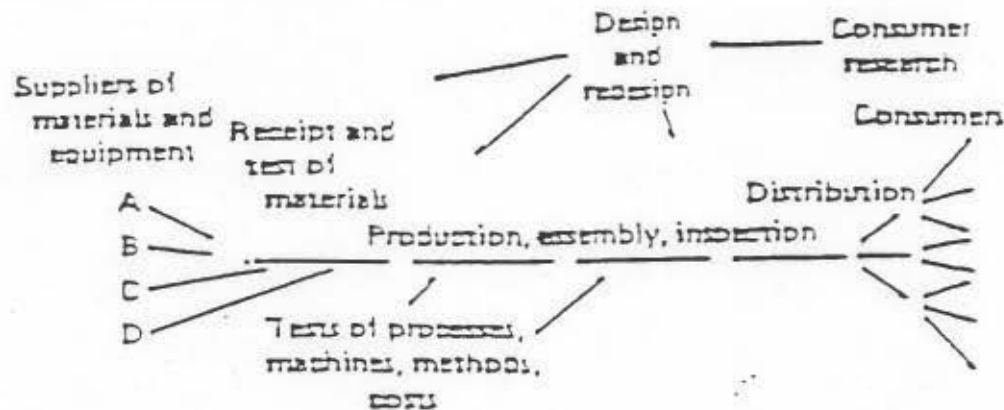 Design
and
redesign
Consumer
research
Suppliers of
materials and
equipment
Receipt and
test of
materials
Consumers
Distribution
A
B
C
D
Production, assembly, inspection
Tests of processes,
machines, methods,
costs